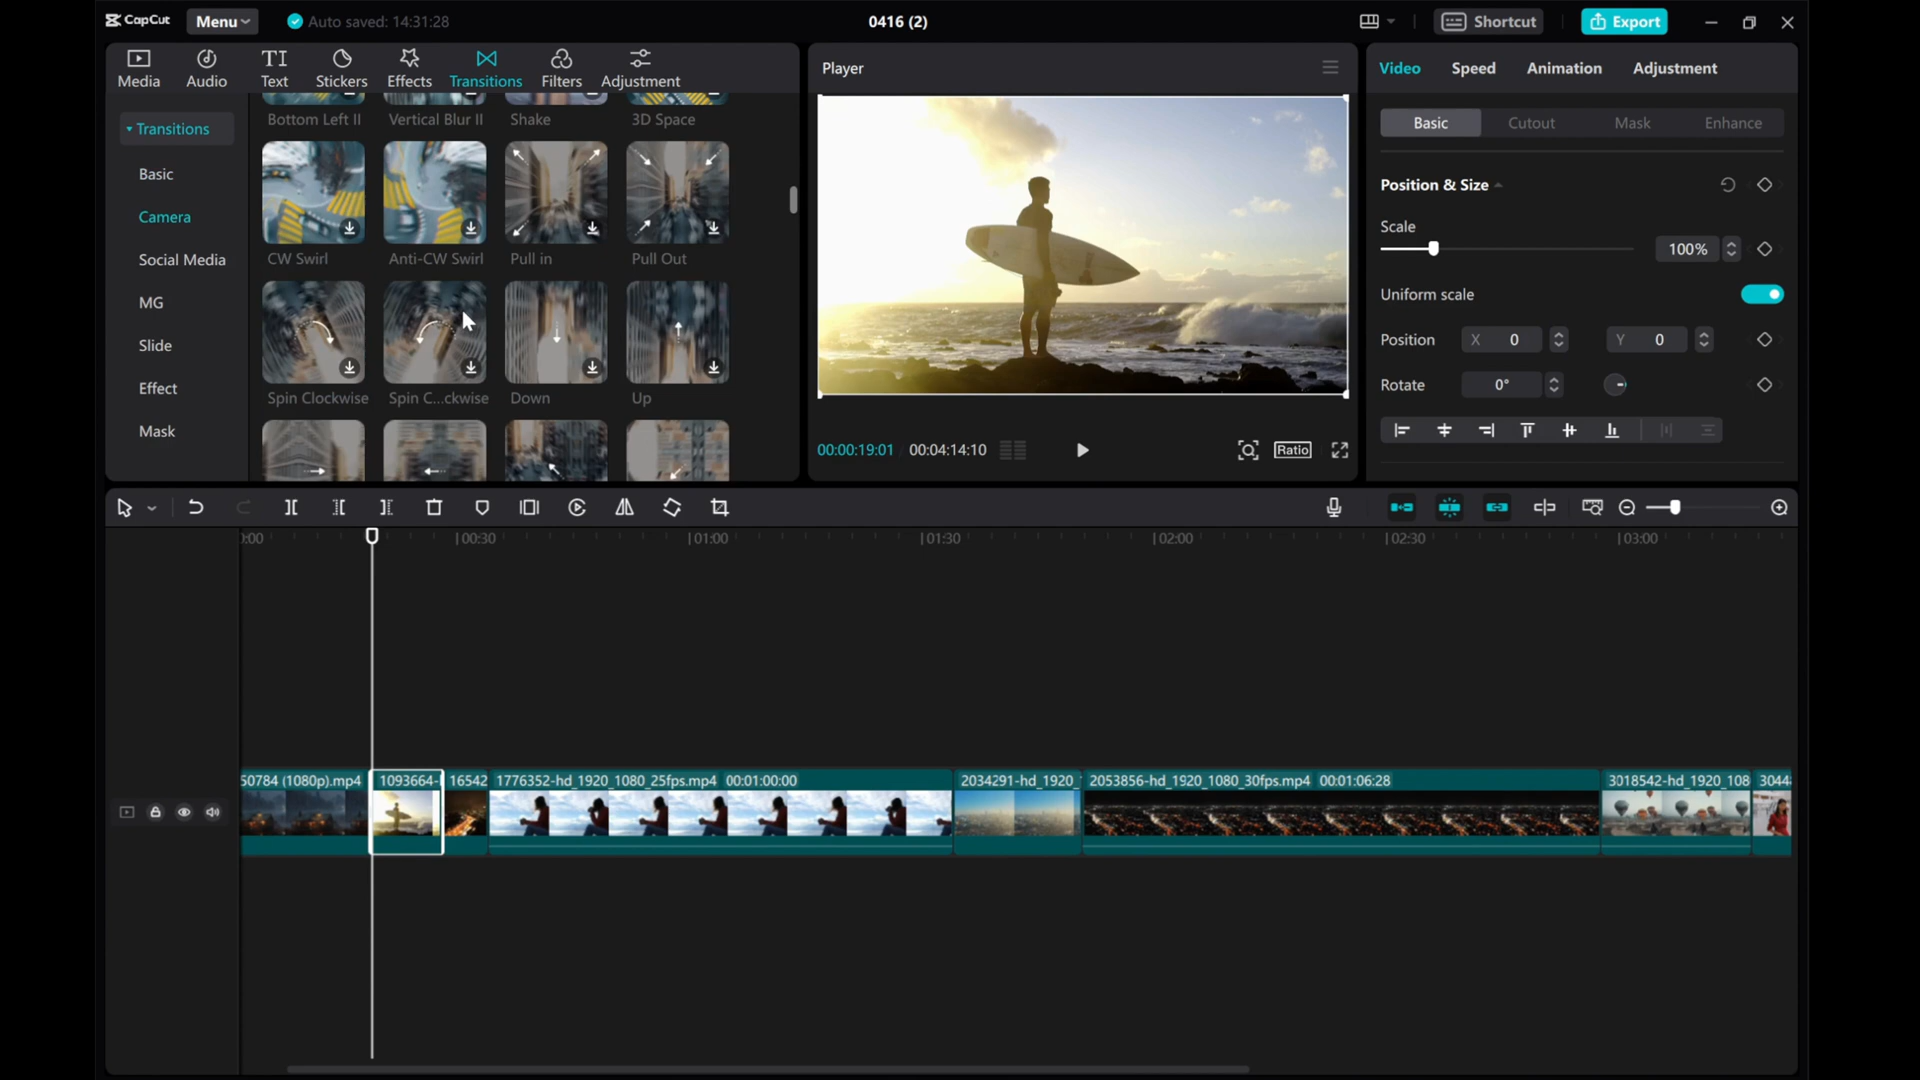 CapCut Menu Auto saved: 14:31:28 0416 (2) Shortcut Export
Media Audio Text Stickers Effects Transitions Filters Adjustment
Transitions
Basic
Camera
Social Media
MG
Slide
Effect
Mask
Bottom Left II Vertical Blur II Shake 3D Space
CW Swirl Anti-CW Swirl Pull in Pull Out
Spin Clockwise Spin C...ckwise Down Up
Player
00:00:19:01 00:04:14:10 Ratio
Video Speed Animation Adjustment
Basic Cutout Mask Enhance
Position & Size
Scale
100%
Uniform scale
Position X 0 Y 0
Rotate 0°
0:00 00:30 01:00 01:30 02:00 02:30 03:00
50784 (1080p).mp4 1093664- 16542 1776352-hd_1920_1080_25fps.mp4 00:01:00:00 2034291-hd_1920_ 2053856-hd_1920_1080_30fps.mp4 00:01:06:28 3018542-hd_1920_108 3044